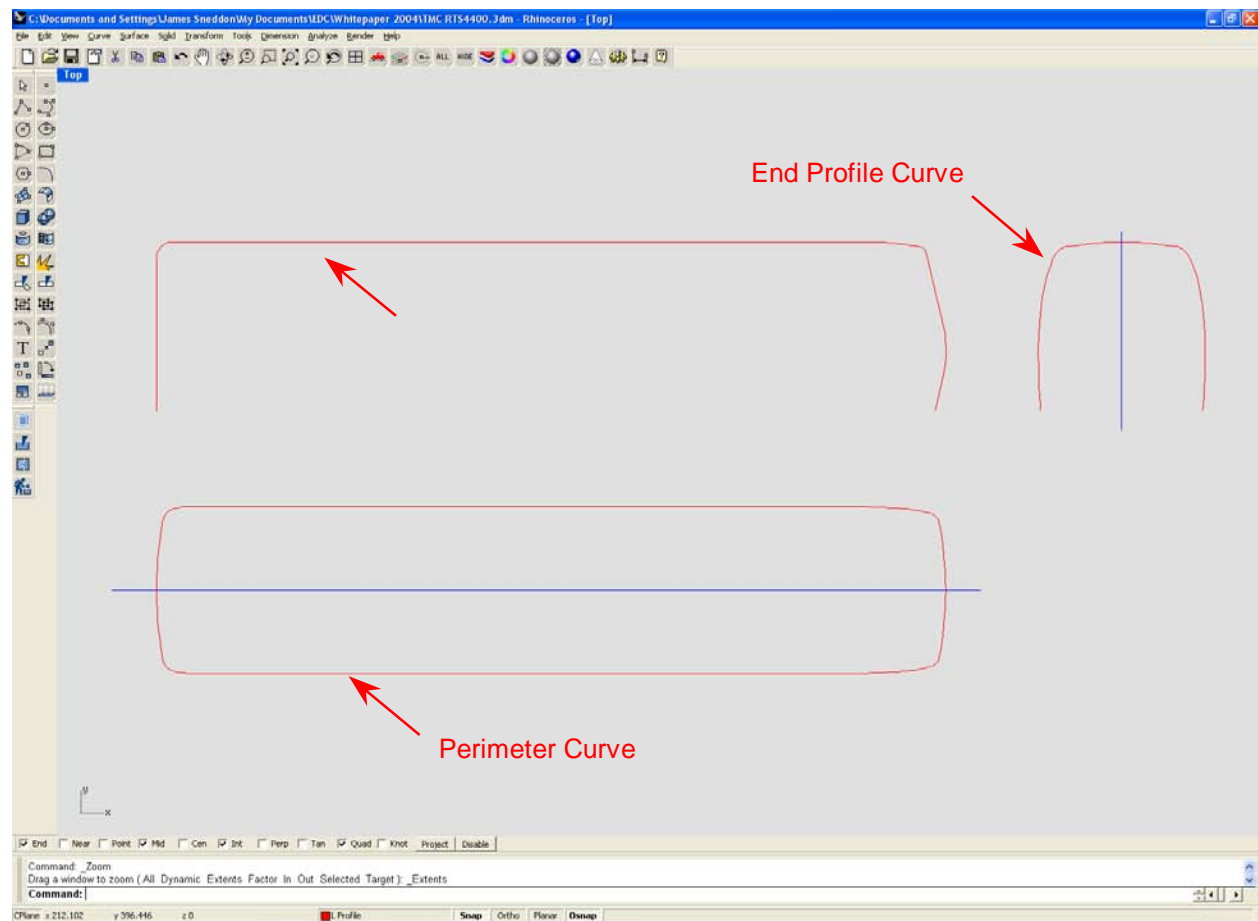 C:\Documents and Settings\James Sneddon\My Documents\EDC\Whitepaper 2004\TMC RTS4400.3dm - Rhinoceros - [Top]
File Edit View Curve Surface Solid Transform Tools Dimension Analyze Render Help
ALL HIDE
Top
End Profile Curve
Perimeter Curve
y
x
T
End Near Point Mid Cen Int Perp Tan Quad Knot Project Disable
Command: _Zoom
Drag a window to zoom ( All Dynamic Extents Factor In Out Selected Target ): _Extents
Command:
CPlane x 212.102 y 396.446 z 0 L Profile Snap Ortho Planar Osnap